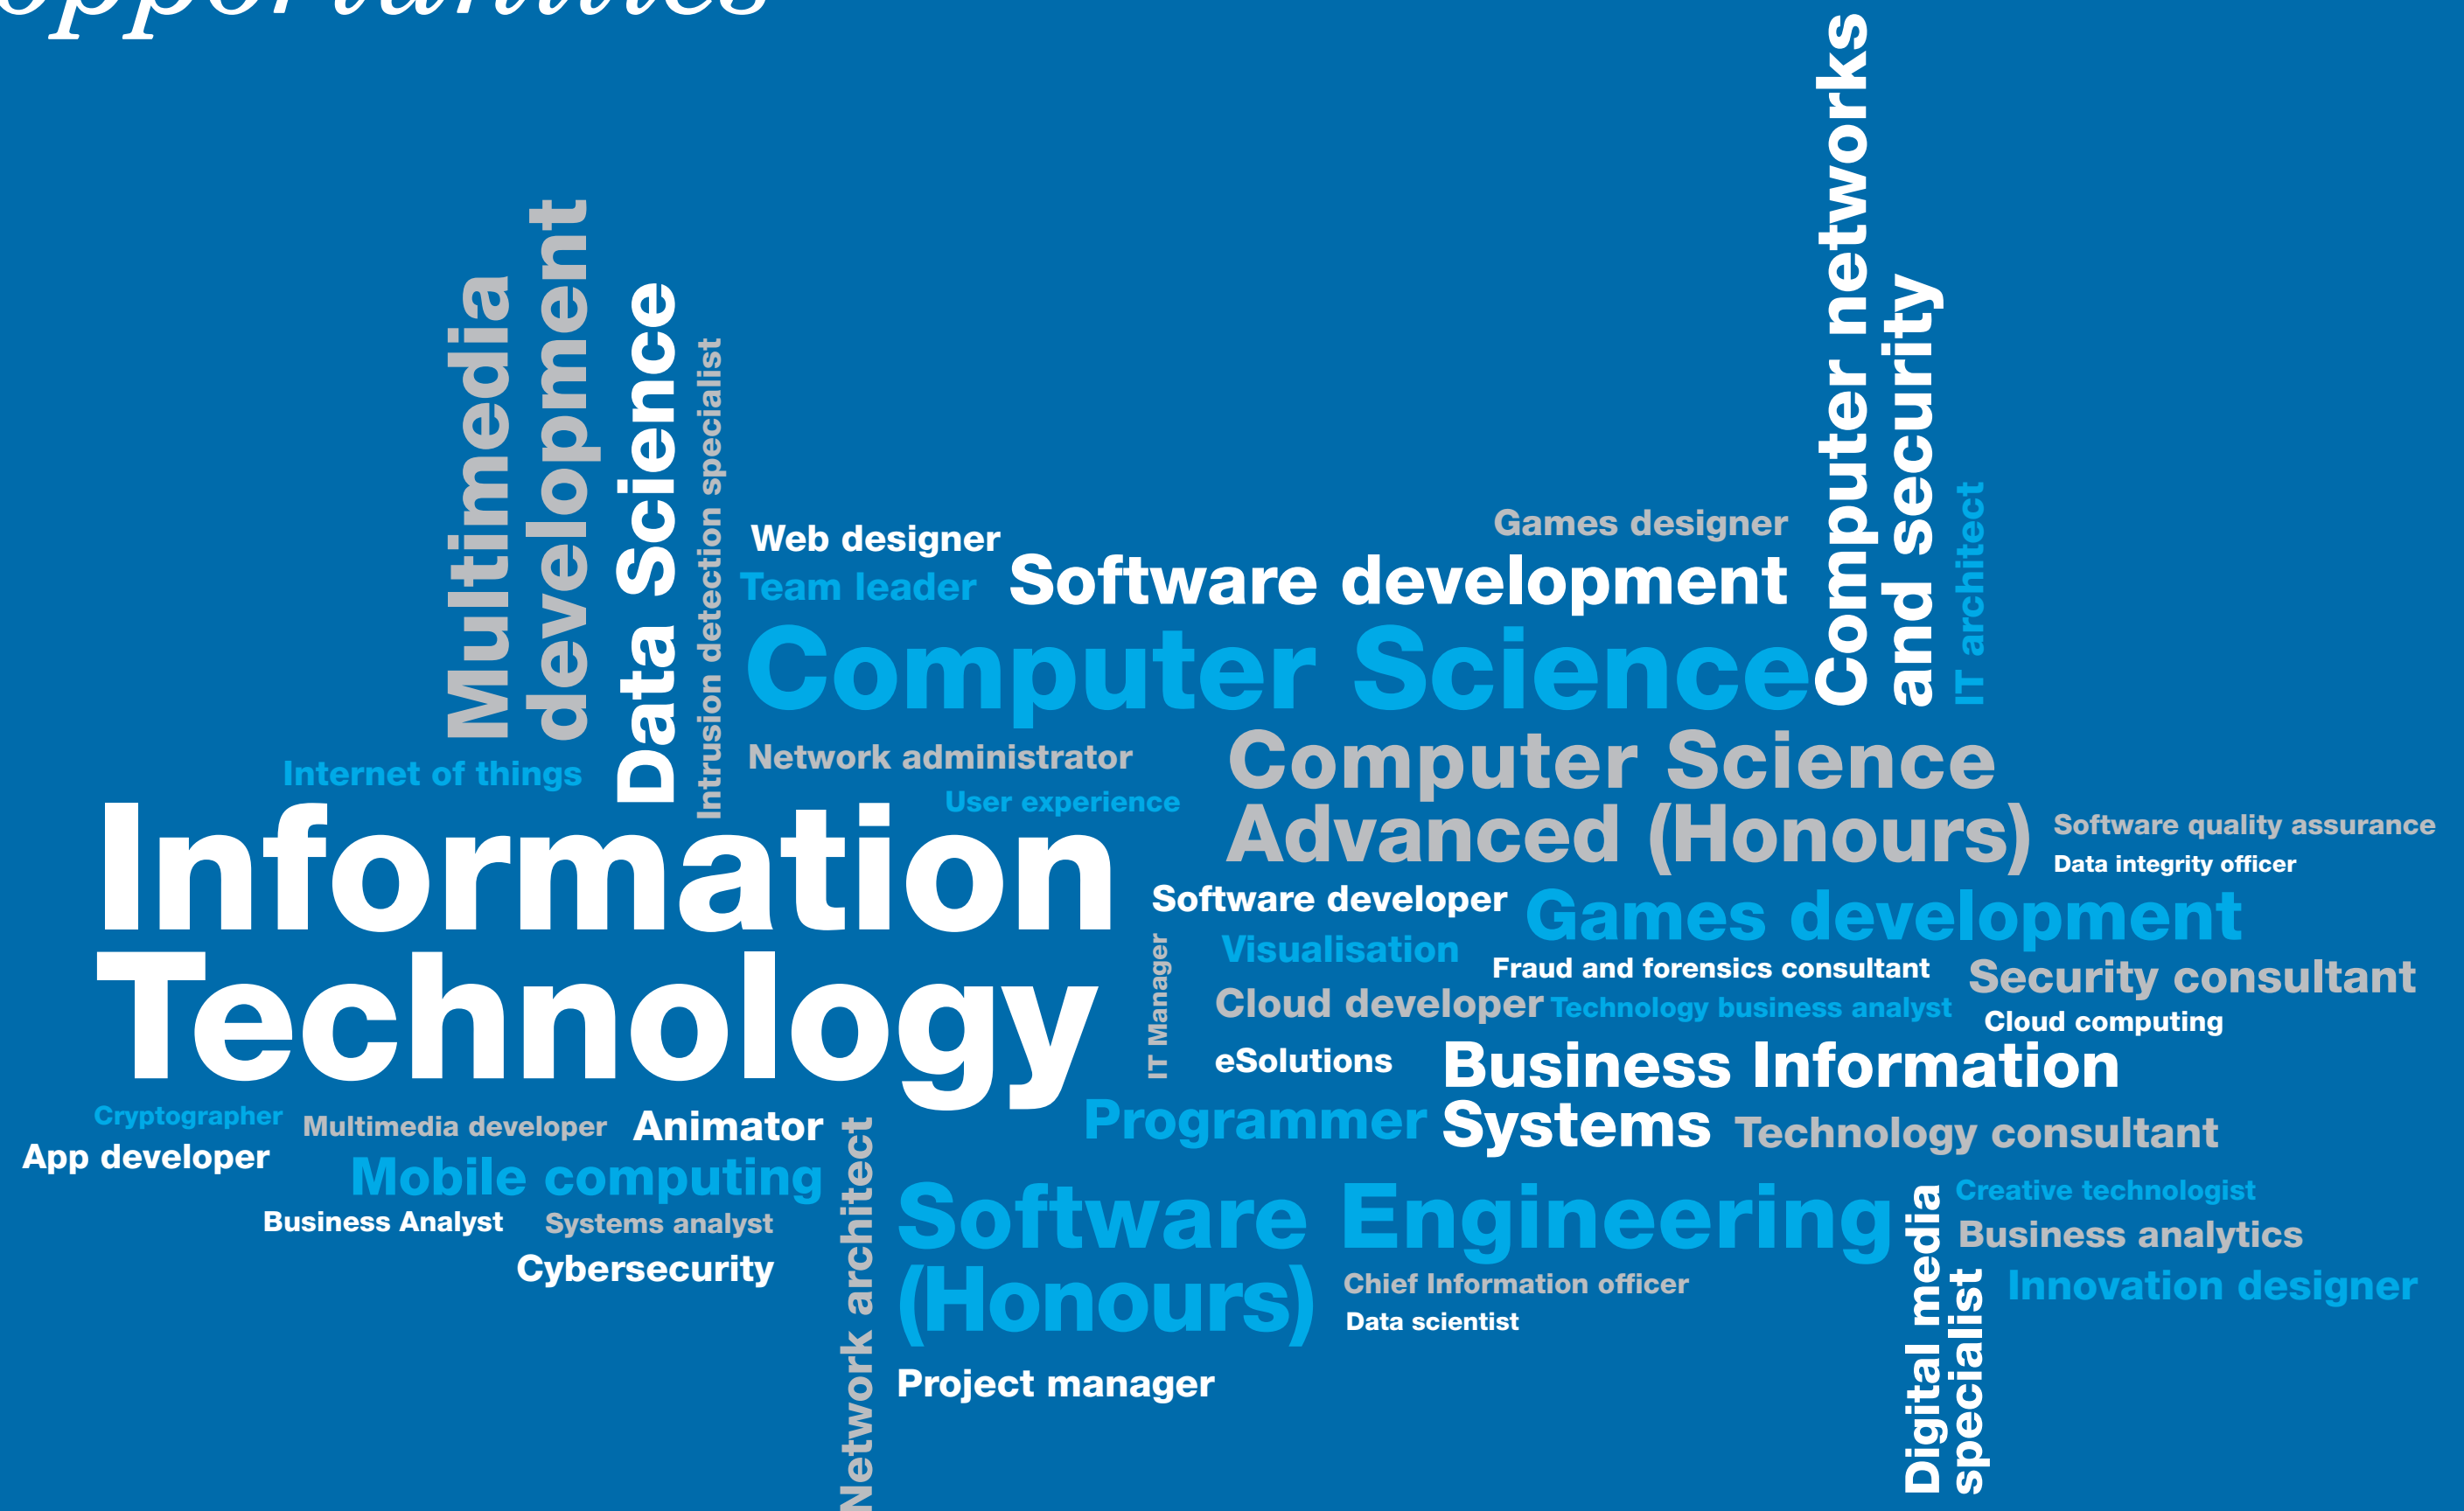 opportunities
Computer networks
and security
IT architect
Multimedia
development
Data Science
Intrusion detection specialist
Web designer
Games designer
Team leader
Software development
Computer Science
Network administrator
Computer Science
Advanced (Honours)
Internet of things
User experience
Information
Technology
Software quality assurance
Data integrity officer
Software developer
Games development
IT Manager
Visualisation
Fraud and forensics consultant
Security consultant
Cloud developer
Technology business analyst
Cloud computing
eSolutions
Business Information
Systems
Programmer
Technology consultant
Cryptographer
Multimedia developer
Animator
App developer
Mobile computing
Business Analyst
Systems analyst
Cybersecurity
Network architect
Software Engineering
(Honours)
Chief Information officer
Data scientist
Project manager
Digital media
specialist
Creative technologist
Business analytics
Innovation designer